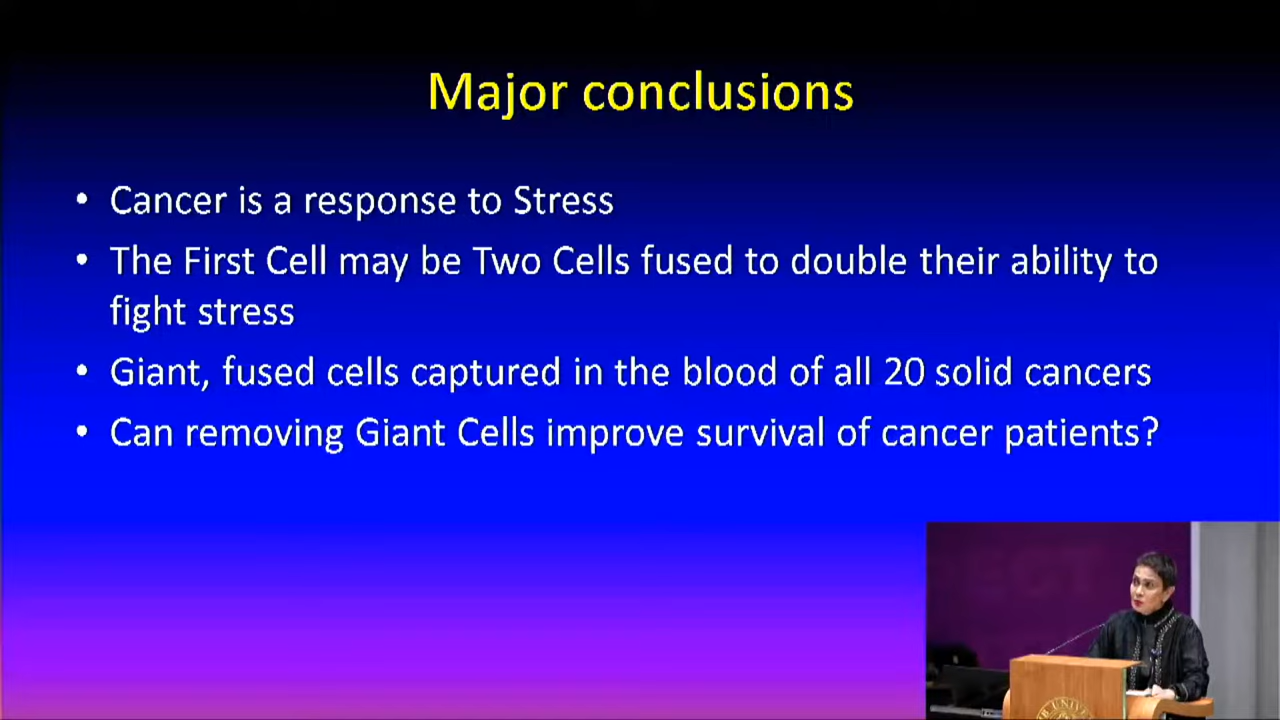 Major conclusions
• Cancer is a response to Stress
• The First Cell may be Two Cells fused to double their ability to
fight stress
• Giant, fused cells captured in the blood of all 20 solid cancers
• Can removing Giant Cells improve survival of cancer patients?